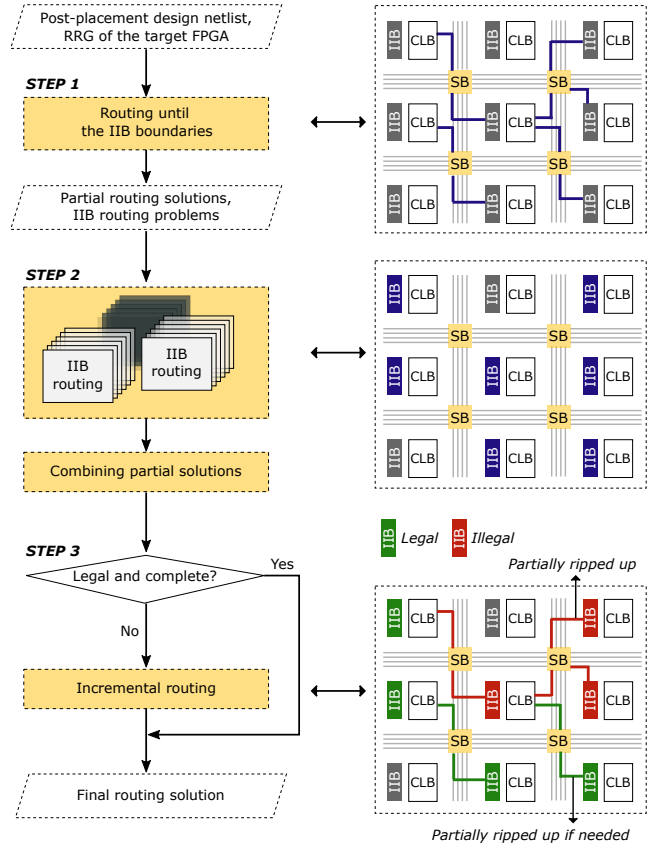 Post-placement design netlist,
RRG of the target FPGA
STEP 1
Routing until
the IIB boundaries
Partial routing solutions,
IIB routing problems
STEP 2
IIB
routing
IIB
routing
Combining partial solutions
STEP 3
Legal and complete?
Yes
No
Incremental routing
Final routing solution
IIB CLB IIB CLB IIB CLB
SB SB
IIB CLB IIB CLB IIB CLB
SB SB
IIB CLB IIB CLB IIB CLB
IIB CLB IIB CLB IIB CLB
SB SB
IIB CLB IIB CLB IIB CLB
SB SB
IIB CLB IIB CLB IIB CLB
IIB Legal IIB Illegal
Partially ripped up
IIB CLB IIB CLB IIB CLB
SB SB
IIB CLB IIB CLB IIB CLB
SB SB
IIB CLB IIB CLB IIB CLB
Partially ripped up if needed